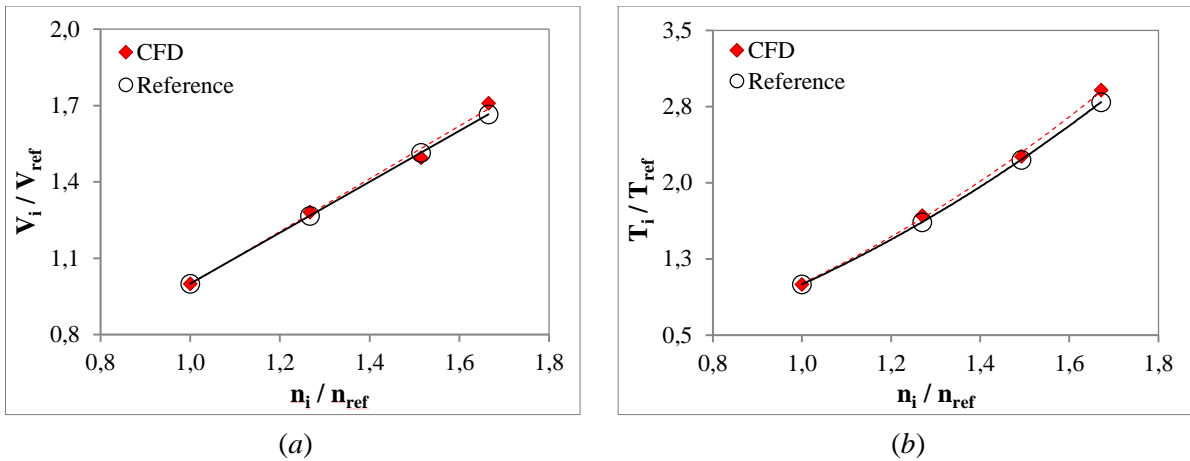 2,0
1,7
1,4
1,1
0,8
V_i / V_ref
CFD
Reference
0,8 1,0 1,2 1,4 1,6 1,8
n_i / n_ref
(a)
3,5
2,8
2,0
1,3
0,5
T_i / T_ref
CFD
Reference
0,8 1,0 1,2 1,4 1,6 1,8
n_i / n_ref
(b)